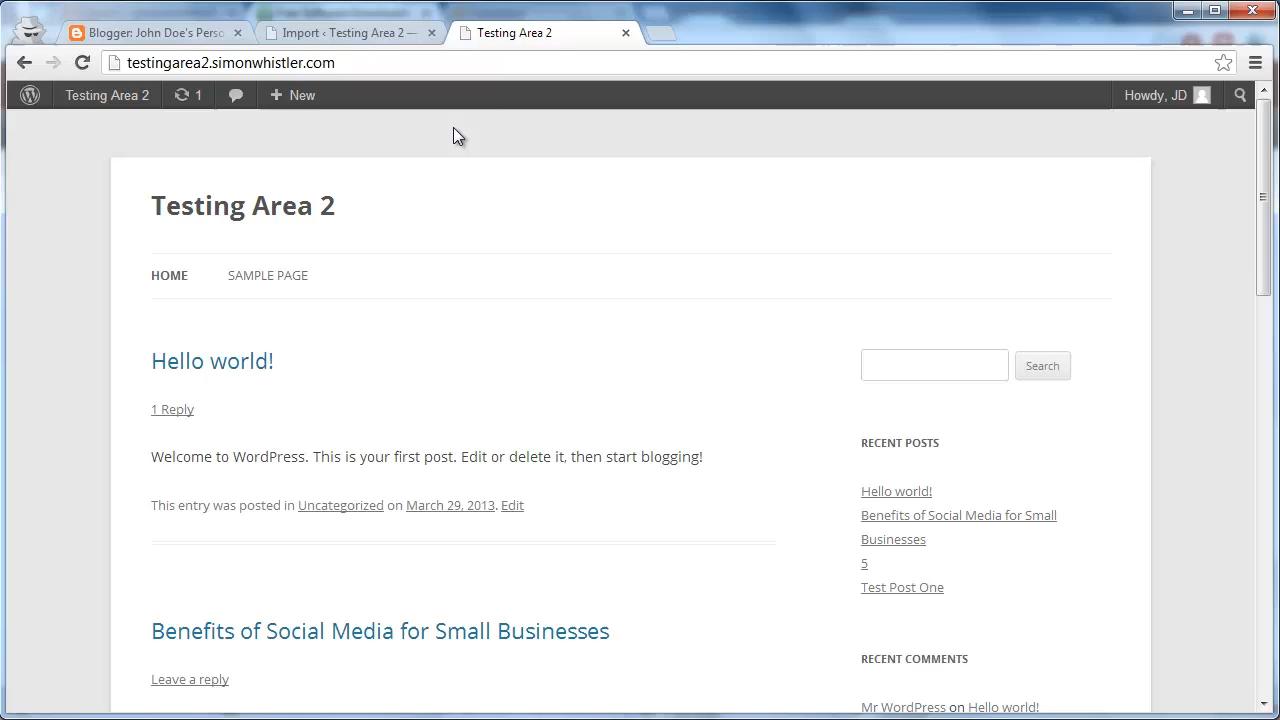 Blogger: John Doe's Perso
Import ‹ Testing Area 2 —
Testing Area 2
testingarea2.simonwhistler.com
Testing Area 2
1
New
Howdy, JD
Testing Area 2
HOME
SAMPLE PAGE
Hello world!
1 Reply
Welcome to WordPress. This is your first post. Edit or delete it, then start blogging!
This entry was posted in Uncategorized on March 29, 2013. Edit
Benefits of Social Media for Small Businesses
Leave a reply
Search
RECENT POSTS
Hello world!
Benefits of Social Media for Small
Businesses
5
Test Post One
RECENT COMMENTS
Mr WordPress on Hello world!